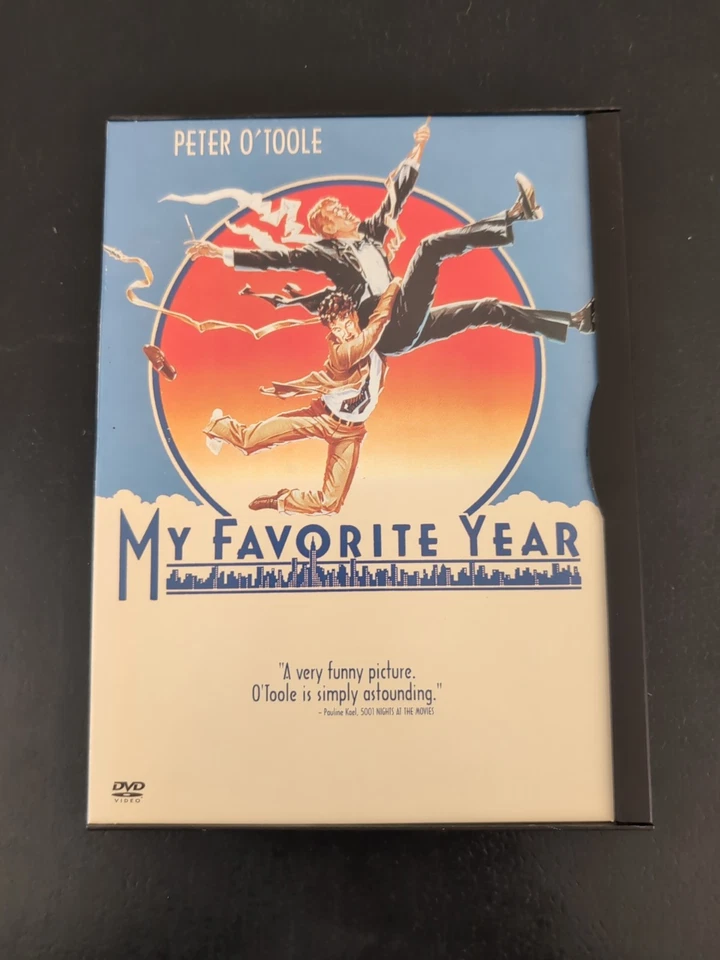 PETER O'TOOLE
MY FAVORITE YEAR
"A very funny picture.
O'Toole is simply astounding."
– Pauline Kael, 5001 NIGHTS AT THE MOVIES
DVD
VIDEO